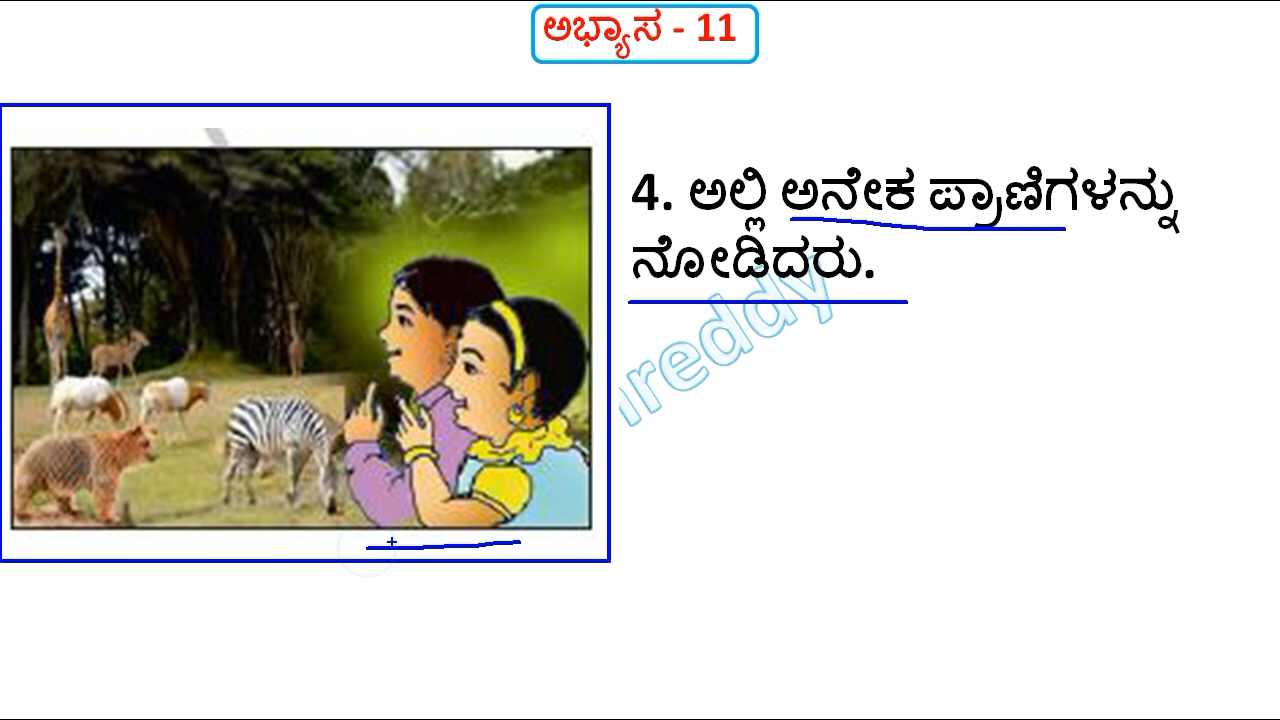 ಅಭ್ಯಾಸ - 11
4. ಅಲ್ಲಿ ಅನೇಕ ಪ್ರಾಣಿಗಳನ್ನು
ನೋಡಿದರು.